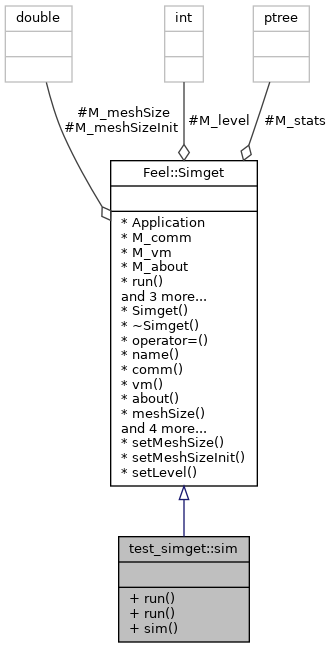 double
int
ptree
#M_meshSize
#M_meshSizeInit
#M_level
#M_stats
Feel::Simget
* Application
* M_comm
* M_vm
* M_about
* run()
and 3 more...
* Simget()
* ~Simget()
* operator=()
* name()
* comm()
* vm()
* about()
* meshSize()
and 4 more...
* setMeshSize()
* setMeshSizeInit()
* setLevel()
test_simget::sim
+ run()
+ run()
+ sim()